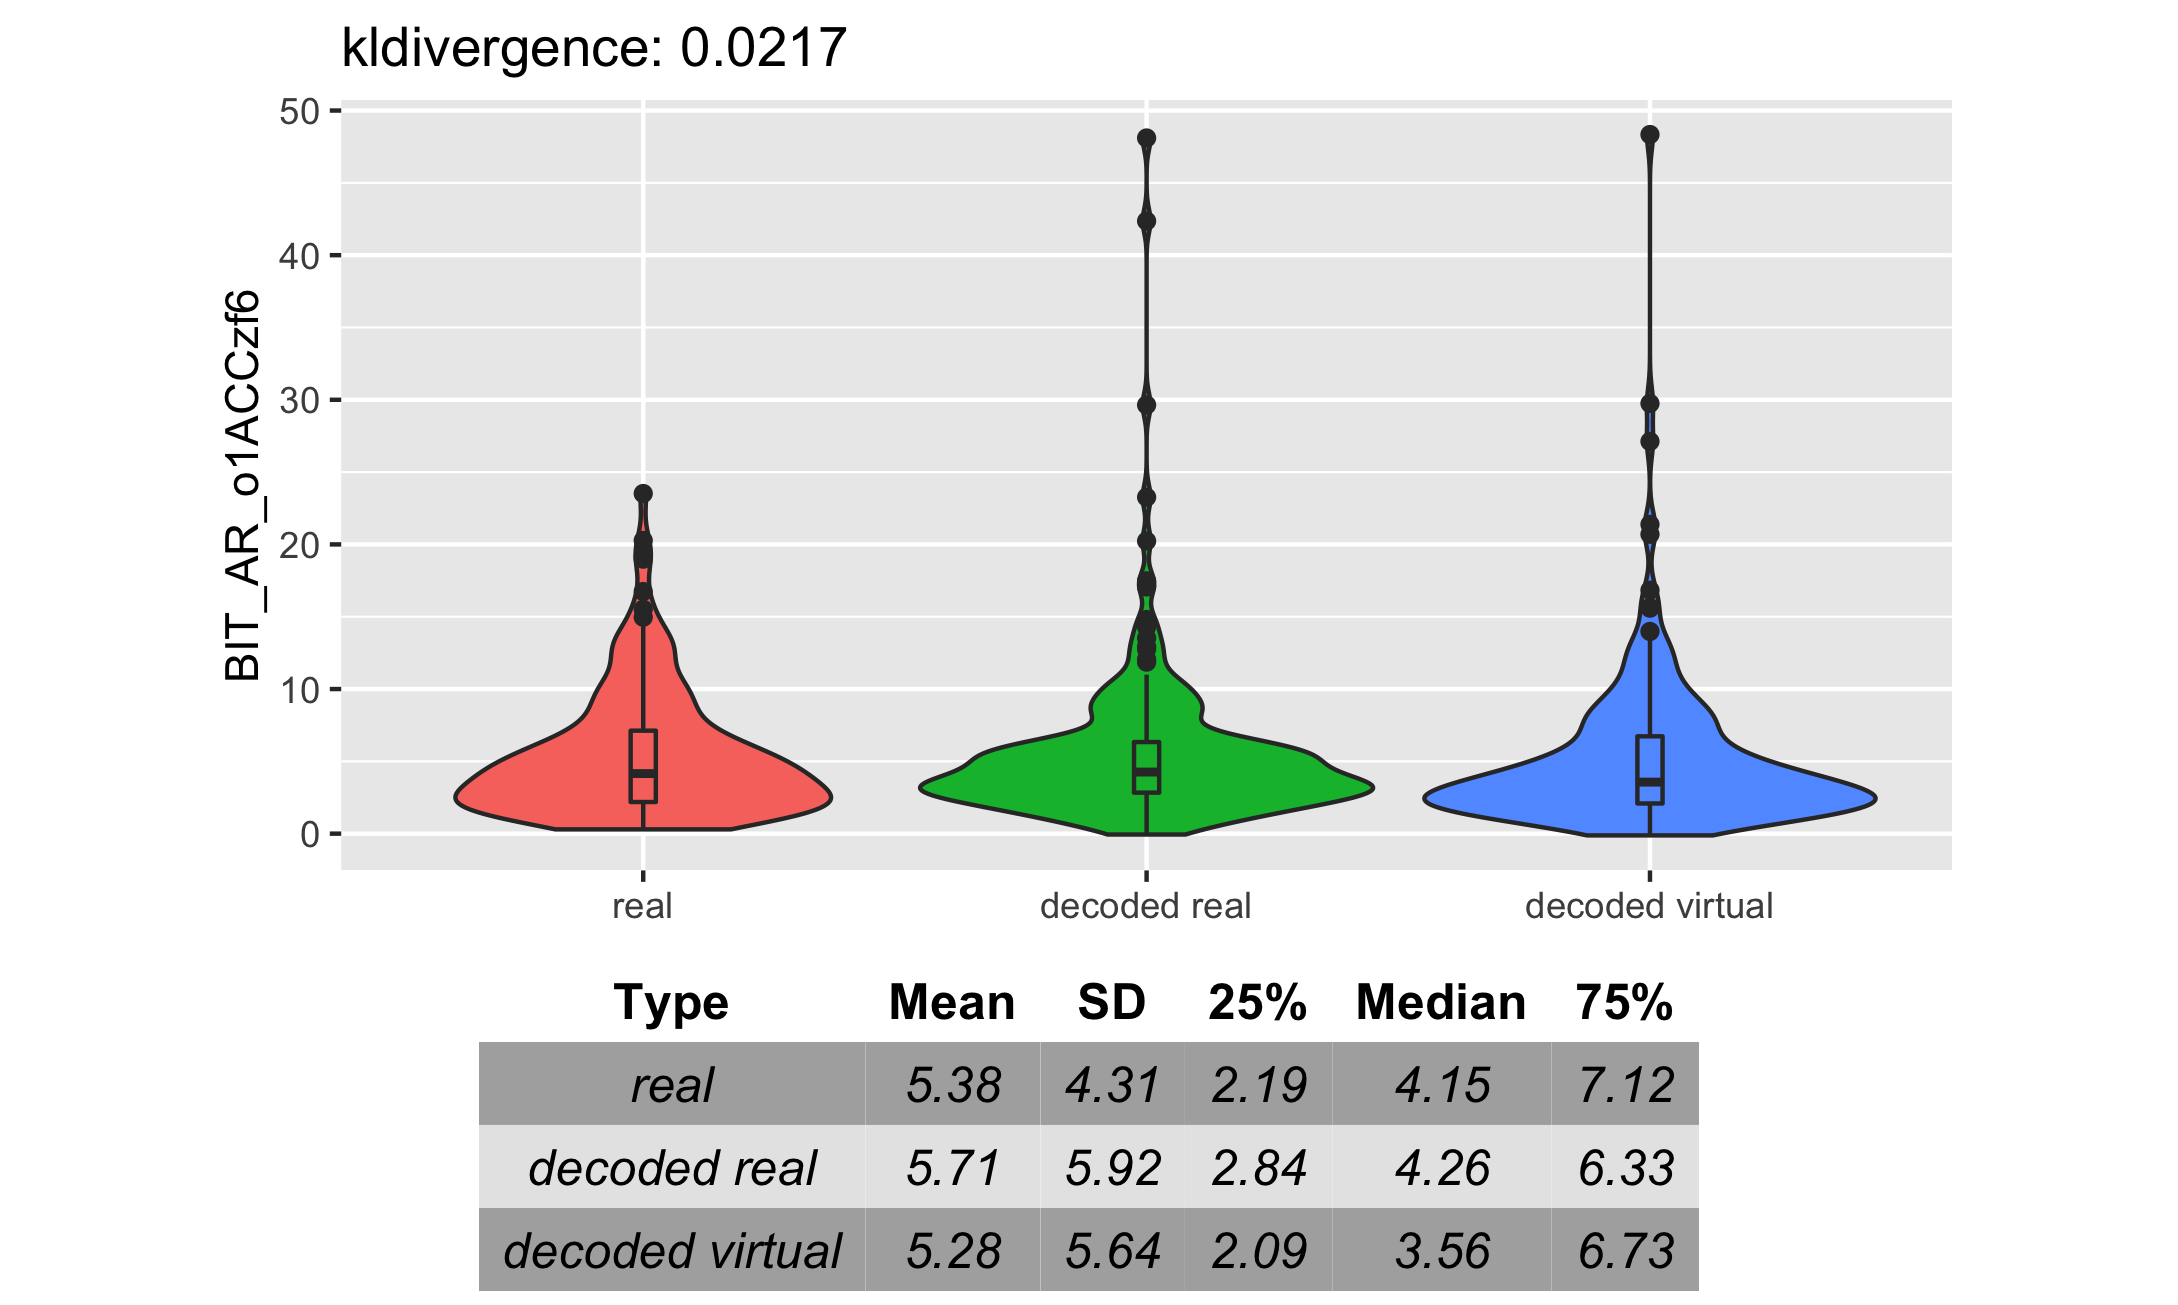 kldivergence: 0.0217
50
40
30
20
10
0
BIT_AR_o1ACCzf6
real decoded real decoded virtual
Type Mean SD 25% Median 75%
real 5.38 4.31 2.19 4.15 7.12
decoded real 5.71 5.92 2.84 4.26 6.33
decoded virtual 5.28 5.64 2.09 3.56 6.73